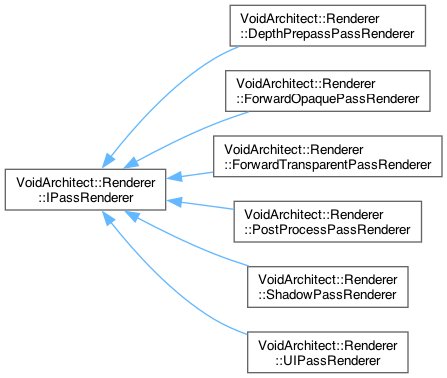 VoidArchitect::Renderer
::DepthPrepassPassRenderer
VoidArchitect::Renderer
::ForwardOpaquePassRenderer
VoidArchitect::Renderer
::ForwardTransparentPassRenderer
VoidArchitect::Renderer
::IPassRenderer
VoidArchitect::Renderer
::PostProcessPassRenderer
VoidArchitect::Renderer
::ShadowPassRenderer
VoidArchitect::Renderer
::UIPassRenderer